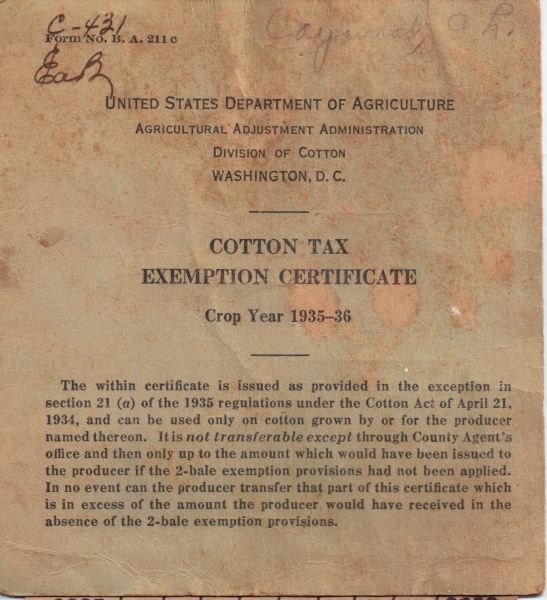 C-431
Form No. B. A. 211 c
UNITED STATES DEPARTMENT OF AGRICULTURE
AGRICULTURAL ADJUSTMENT ADMINISTRATION
DIVISION OF COTTON
WASHINGTON, D. C.
COTTON TAX
EXEMPTION CERTIFICATE
Crop Year 1935–36
The within certificate is issued as provided in the exception in
section 21 (a) of the 1935 regulations under the Cotton Act of April 21,
1934, and can be used only on cotton grown by or for the producer
named thereon. It is not transferable except through County Agent's
office and then only up to the amount which would have been issued to
the producer if the 2-bale exemption provisions had not been applied.
In no event can the producer transfer that part of this certificate which
is in excess of the amount the producer would have received in the
absence of the 2-bale exemption provisions.